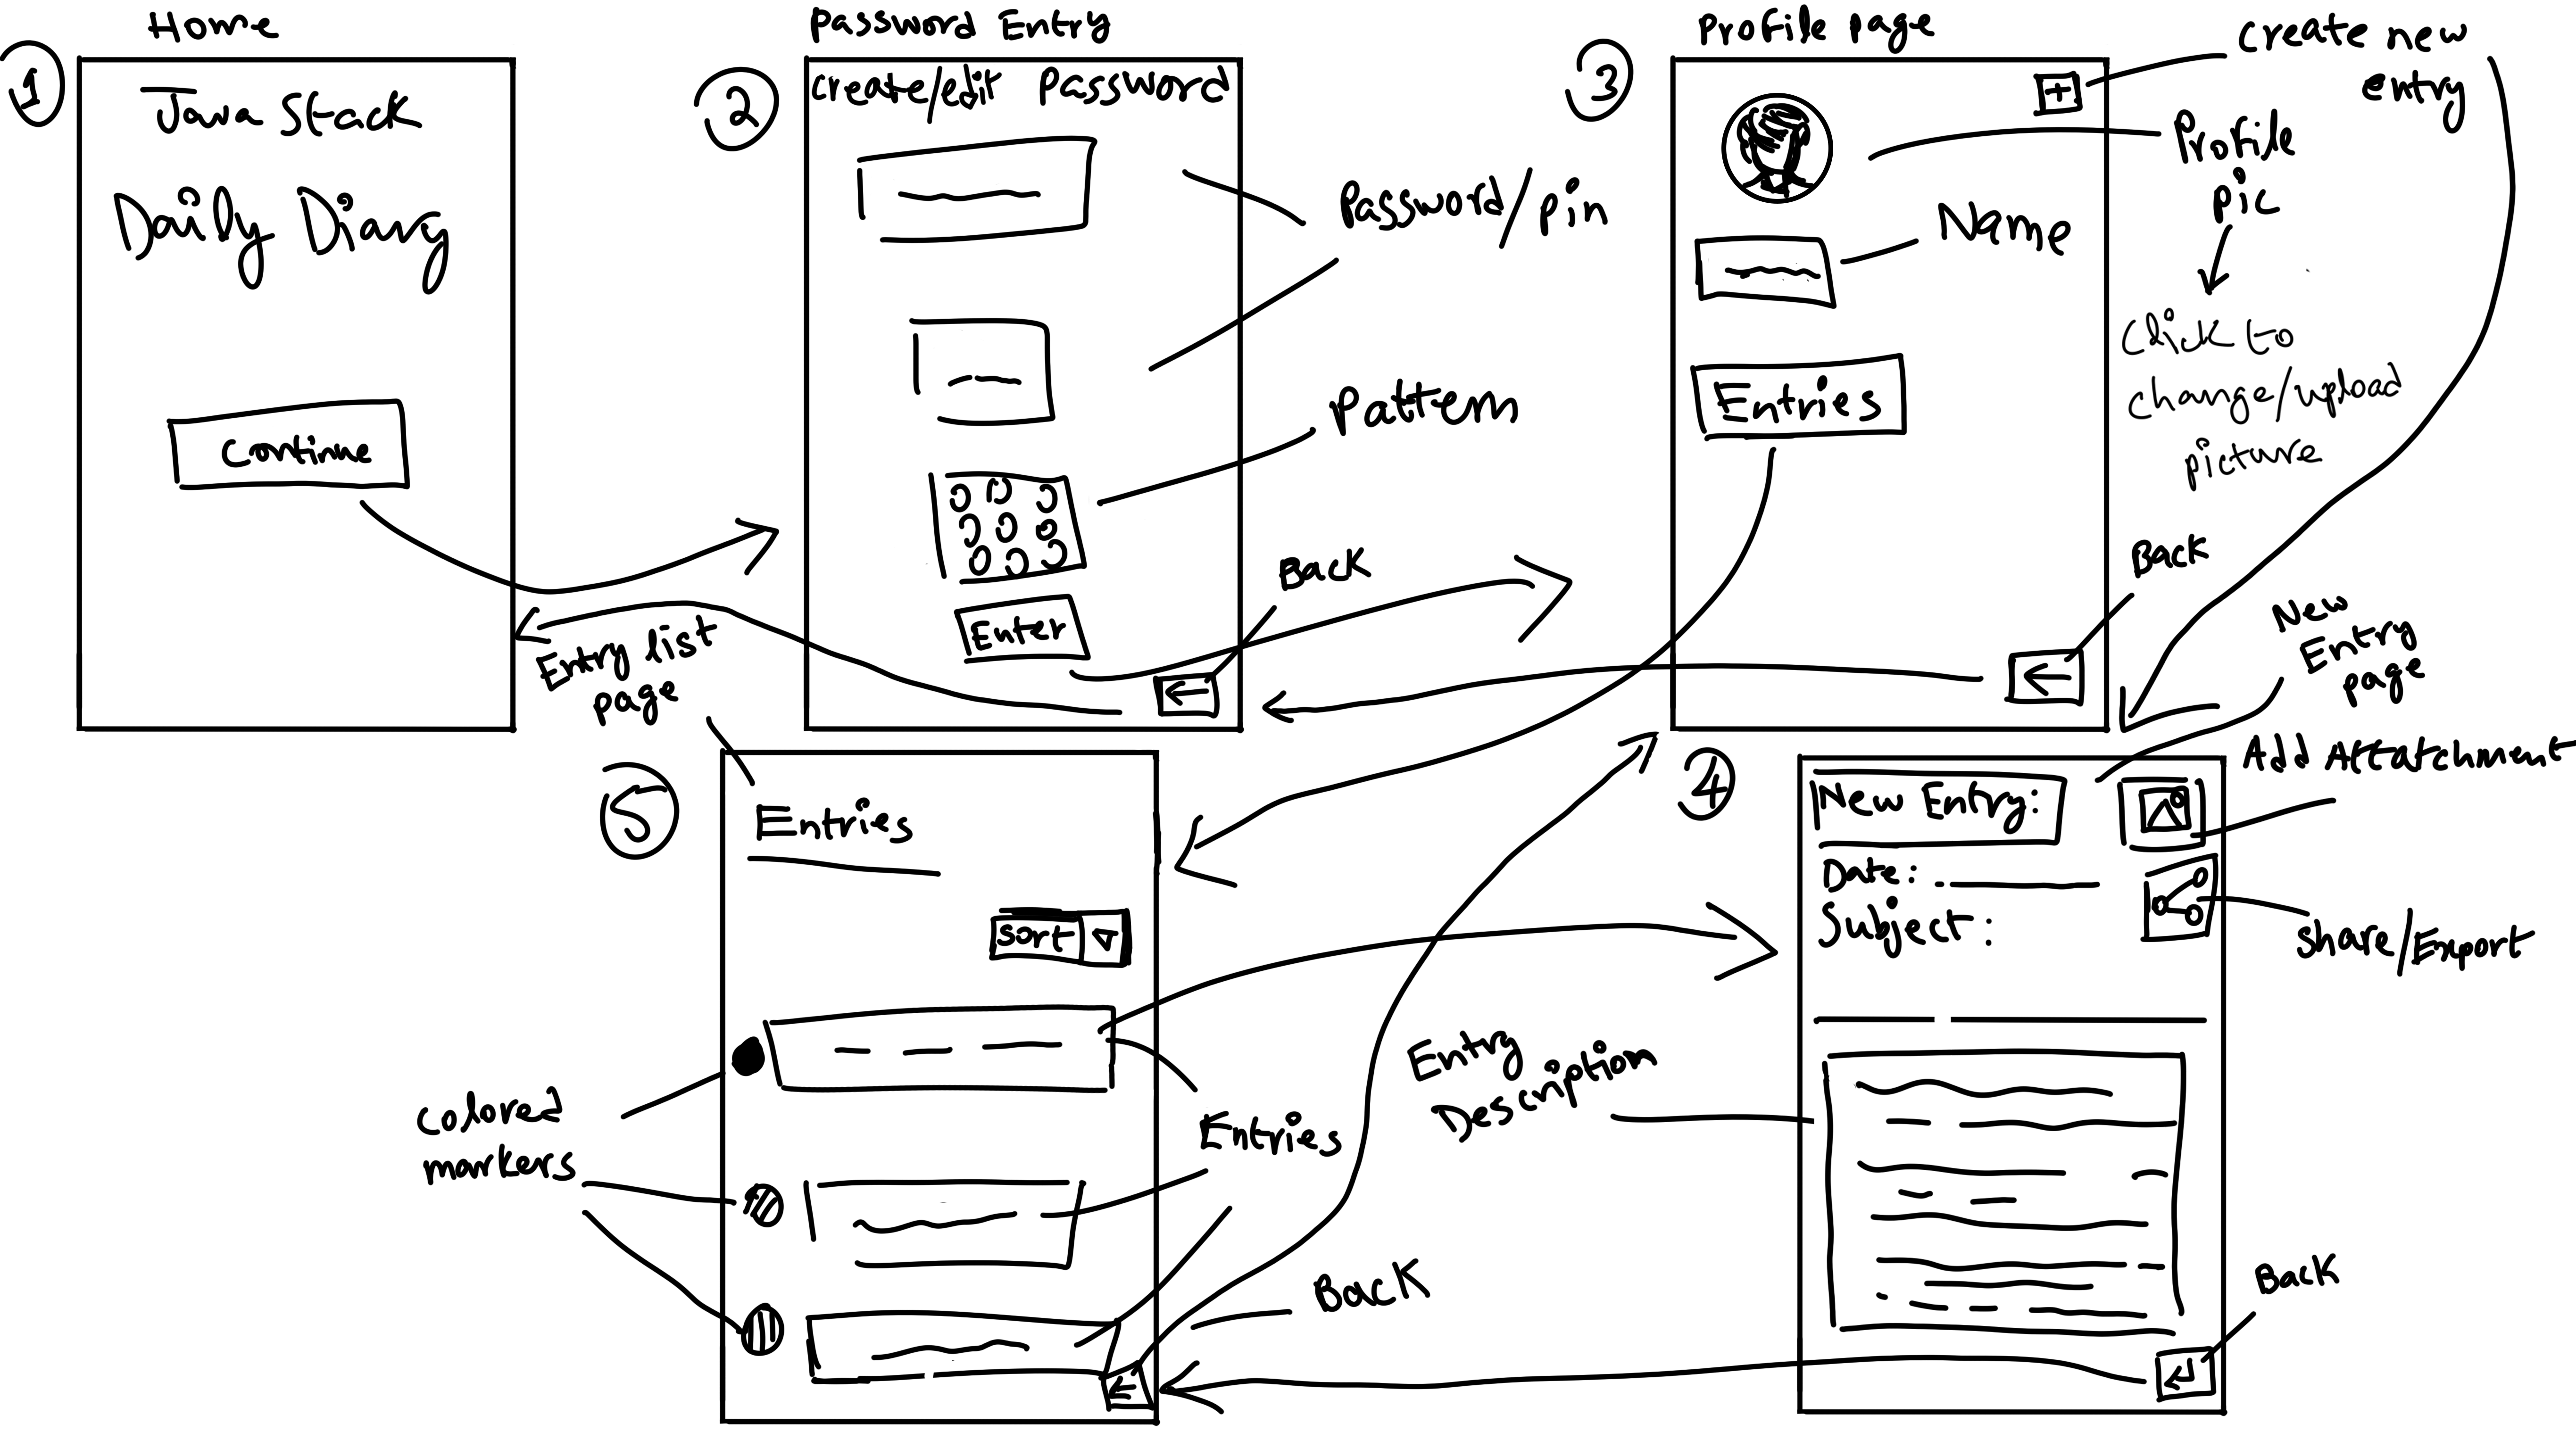 Home
1
Java Stack
Daily Diary
Continue
Password Entry
2
Create/edit Password
Password/pin
Pattern
Enter
Back
Profile page
3
Create new
entry
Profile
pic
Name
Click to
change/upload
picture
Entries
Back
New
Entry
page
4
New Entry:
Date:
Subject:
Add Attatchment
Share/Export
Entry
Description
Back
Entry list
page
5
Entries
Sort
Colored
markers
Entries
Back